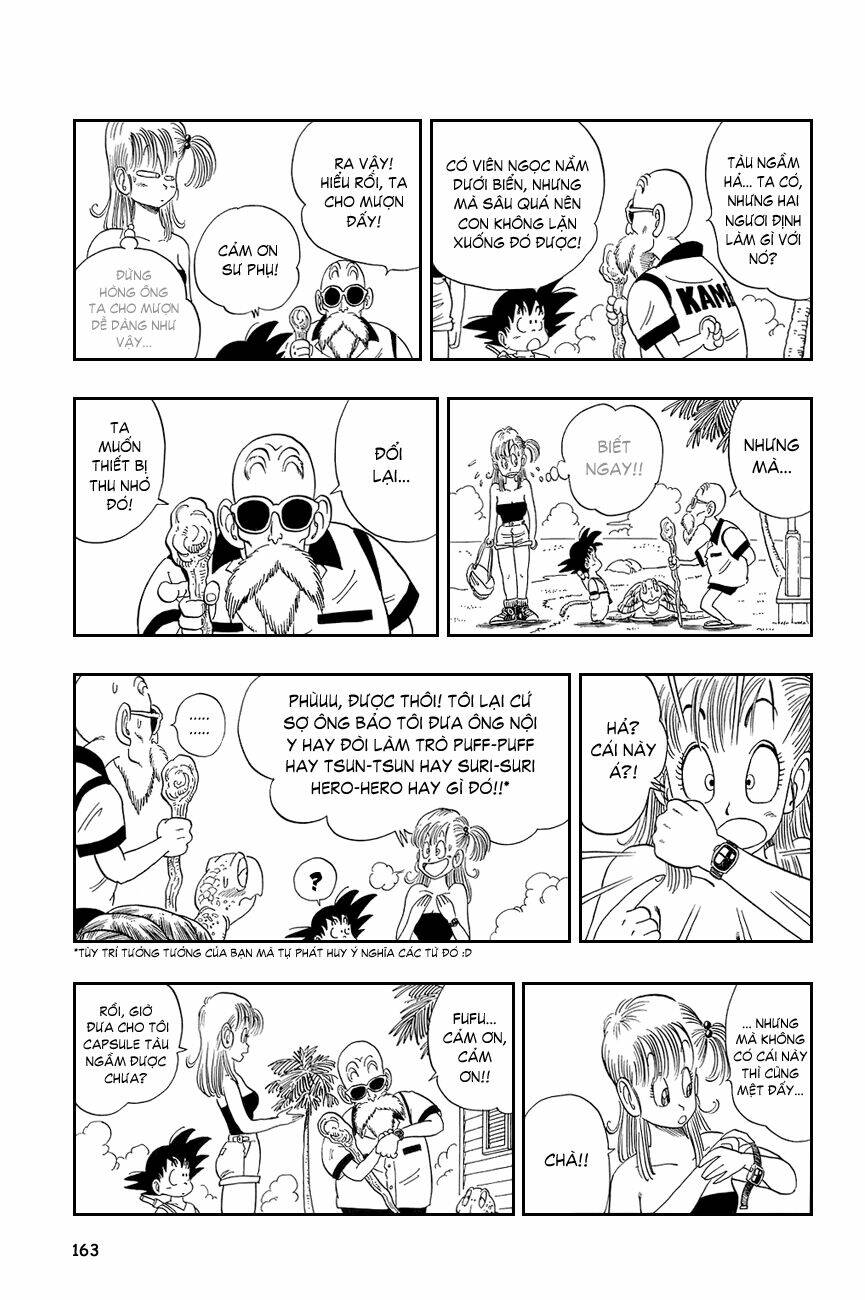 TÀU NGẦM
HẢ... TA CÓ,
NHƯNG HAI
NGƯƠI ĐỊNH
LÀM GÌ VỚI
NÓ?
CÓ VIÊN NGỌC NẰM
DƯỚI BIỂN, NHƯNG
MÀ SÂU QUÁ NÊN
CON KHÔNG LẶN
XUỐNG ĐÓ ĐƯỢC!
KAME
RA VẬY!
HIỂU RỒI, TA
CHO MƯỢN
ĐẤY!
CẢM ƠN
SƯ PHỤ!
ĐỪNG
HÒNG ÔNG
TA CHO MƯỢN
DỄ DÀNG NHƯ
VẬY...
NHƯNG
MÀ...
BIẾT
NGAY!!
ĐỔI
LẠI...
TA
MUỐN
THIẾT BỊ
THU NHỎ
ĐÓ!
HẢ?
CÁI NÀY
Á?!
PHÙUU, ĐƯỢC THÔI! TÔI LẠI CỨ
SỢ ÔNG BẢO TÔI ĐƯA ÔNG NỘI
Y HAY ĐÒI LÀM TRÒ PUFF-PUFF
HAY TSUN-TSUN HAY SURI-SURI
HERO-HERO HAY GÌ ĐÓ!!*
.....
.....
?
*TÙY TRÍ TƯỞNG TƯỢNG CỦA BẠN MÀ TỰ PHÁT HUY Ý NGHĨA CÁC TỪ ĐÓ :D
... NHƯNG
MÀ KHÔNG
CÓ CÁI NÀY
THÌ CŨNG
MỆT ĐẤY...
CHÀ!!
FUFU...
CẢM ƠN,
CẢM
ƠN!!
RỒI, GIỜ
ĐƯA CHO TÔI
CAPSULE TÀU
NGẦM ĐƯỢC
CHƯA?
163